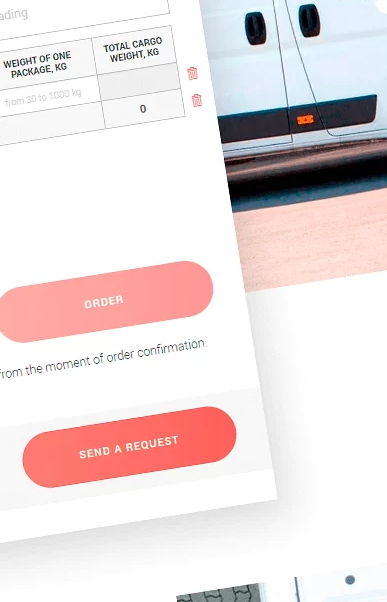 ading
WEIGHT OF ONE
PACKAGE, KG
TOTAL CARGO
WEIGHT, KG
from 30 to 1000 kg
0
ORDER
from the moment of order confirmation.
SEND A REQUEST